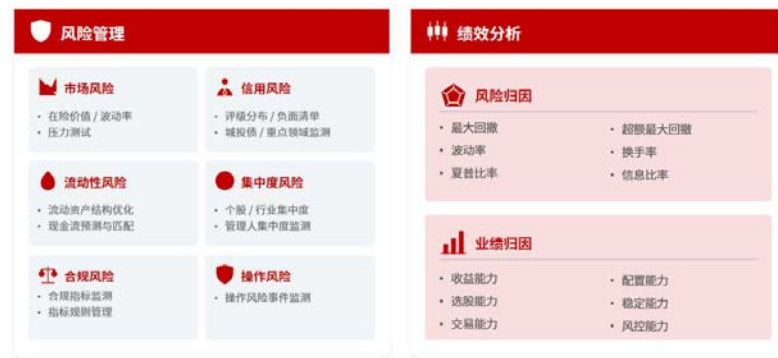 风险管理
市场风险
• 在险价值 / 波动率
• 压力测试
信用风险
• 评级分布 / 负面清单
• 城投债 / 重点领域监测
流动性风险
• 流动资产结构优化
• 现金流预测与匹配
集中度风险
• 个股 / 行业集中度
• 管理人集中度监测
合规风险
• 合规指标监测
• 指标规则管理
操作风险
• 操作风险事件监测
绩效分析
风险归因
• 最大回撤
• 波动率
• 夏普比率
• 超额最大回撤
• 换手率
• 信息比率
业绩归因
• 收益能力
• 选股能力
• 交易能力
• 配置能力
• 稳定能力
• 风控能力